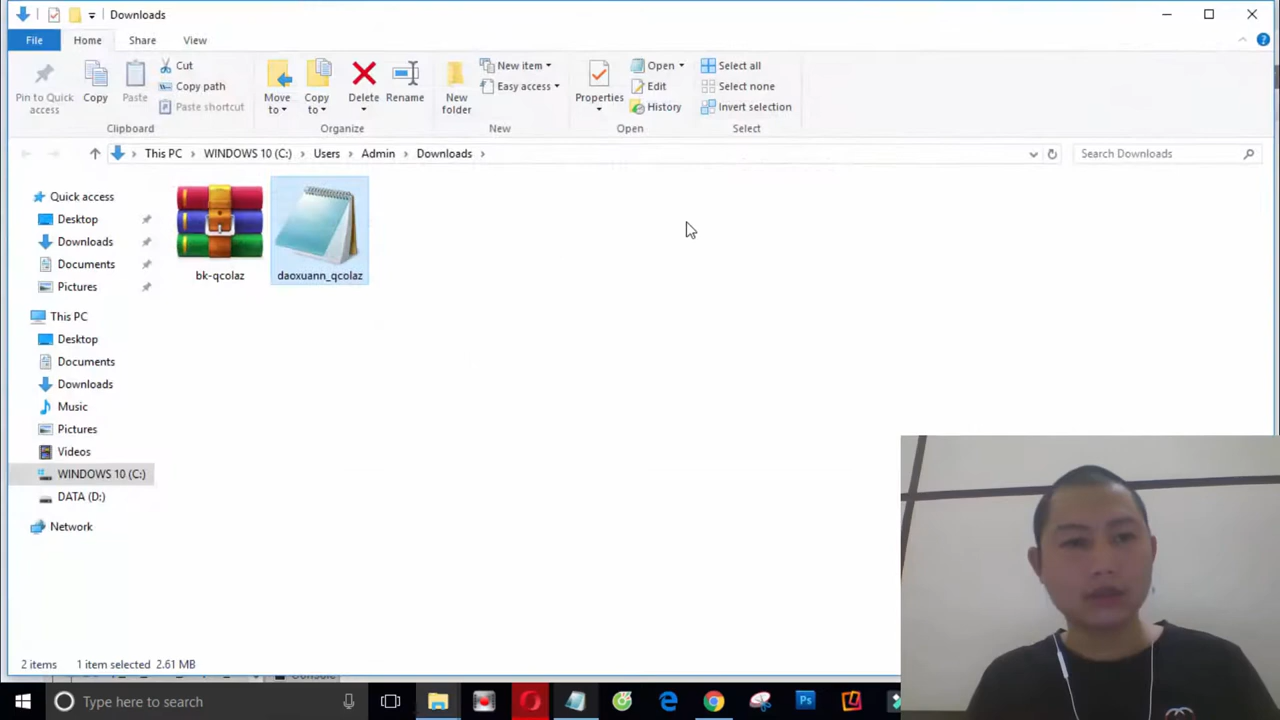 Downloads
File Home Share View
Pin to Quick access
Copy
Paste
Cut
Copy path
Paste shortcut
Clipboard
Move to
Copy to
Delete
Rename
Organize
New folder
New item
Easy access
New
Properties
Open
Edit
History
Open
Select all
Select none
Invert selection
Select
This PC > WINDOWS 10 (C:) > Users > Admin > Downloads >
Search Downloads
Quick access
Desktop
Downloads
Documents
Pictures
This PC
Desktop
Documents
Downloads
Music
Pictures
Videos
WINDOWS 10 (C:)
DATA (D:)
Network
bk-qcolaz
daoxuann_qcolaz
2 items 1 item selected 2.61 MB
Console
Type here to search
Ps